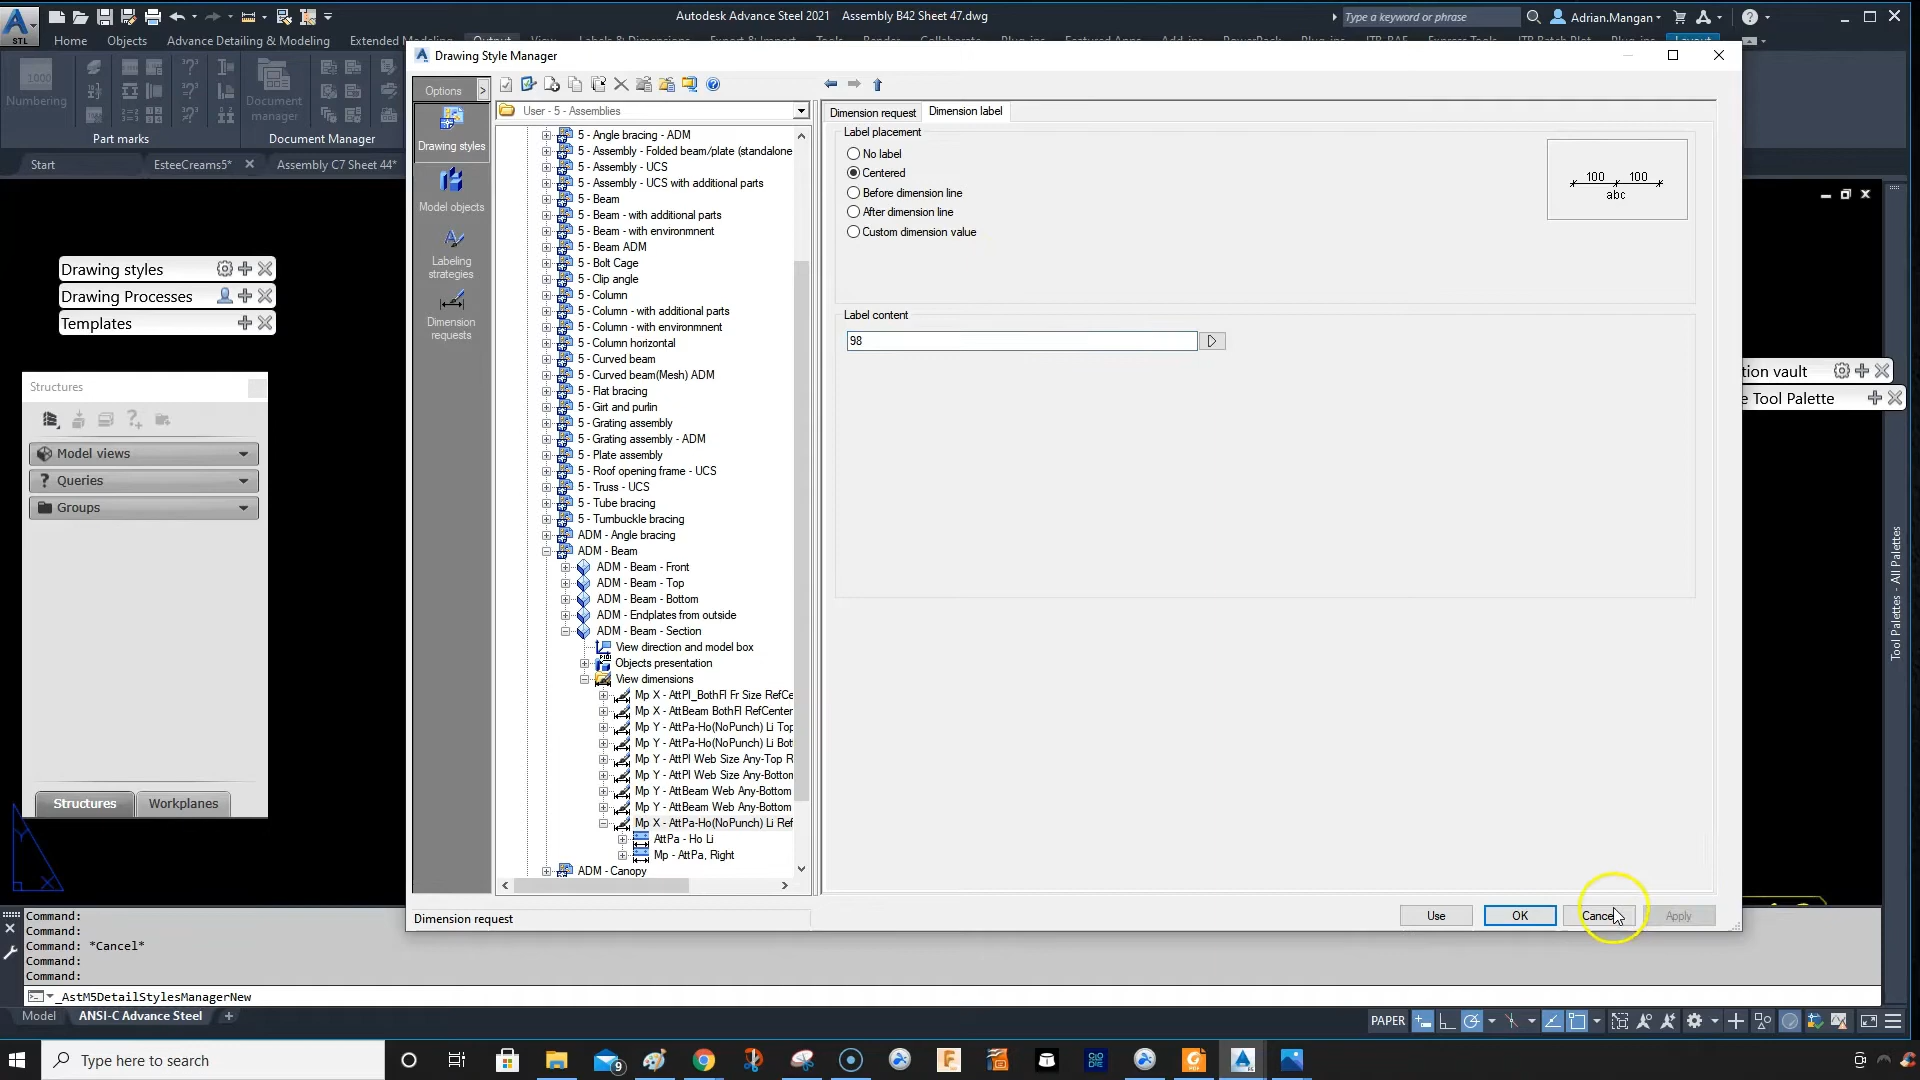 Autodesk Advance Steel 2021 Assembly B42 Sheet 47.dwg
Type a keyword or phrase
Adrian.Mangan
STL
Home Objects Advance Detailing & Modeling Extended Modeling
1000
Numbering
Document manager
Part marks
Document Manager
Start EsteeCreams5* Assembly C7 Sheet 44*
Drawing styles
Drawing Processes
Templates
Structures
Model views
Queries
Groups
Structures Workplanes
Drawing Style Manager
Options
Drawing styles
Model objects
Labeling strategies
Dimension requests
User - 5 - Assemblies
5 - Angle bracing - ADM
5 - Assembly - Folded beam/plate (standalone
5 - Assembly - UCS
5 - Assembly - UCS with additional parts
5 - Beam
5 - Beam - with additional parts
5 - Beam - with environmnent
5 - Beam ADM
5 - Bolt Cage
5 - Clip angle
5 - Column
5 - Column - with additional parts
5 - Column - with environmnent
5 - Column horizontal
5 - Curved beam
5 - Curved beam(Mesh) ADM
5 - Flat bracing
5 - Girt and purlin
5 - Grating assembly
5 - Grating assembly - ADM
5 - Plate assembly
5 - Roof opening frame - UCS
5 - Truss - UCS
5 - Tube bracing
5 - Turnbuckle bracing
ADM - Angle bracing
ADM - Beam
ADM - Beam - Front
ADM - Beam - Top
ADM - Beam - Bottom
ADM - Endplates from outside
ADM - Beam - Section
View direction and model box
Objects presentation
View dimensions
Mp X - AttPl_BothFl Fr Size RefCe
Mp X - AttBeam BothFl RefCenter
Mp Y - AttPa-Ho(NoPunch) Li Top
Mp Y - AttPa-Ho(NoPunch) Li Bot
Mp Y - AttPl Web Size Any-Top R
Mp Y - AttPl Web Size Any-Bottom
Mp Y - AttBeam Web Any-Bottom
Mp Y - AttBeam Web Any-Bottom
Mp X - AttPa-Ho(NoPunch) Li Ref
AttPa - Ho Li
Mp - AttPa, Right
ADM - Canopy
Dimension request Dimension label
Label placement
No label
Centered
Before dimension line
After dimension line
Custom dimension value
100 100
abc
Label content
98
Use OK Cancel Apply
Dimension request
tion vault
e Tool Palette
Tool Palettes - All Palettes
Command:
Command:
Command: *Cancel*
Command:
Command:
_AstM5DetailStylesManagerNew
Model ANSI-C Advance Steel
PAPER
Type here to search
9